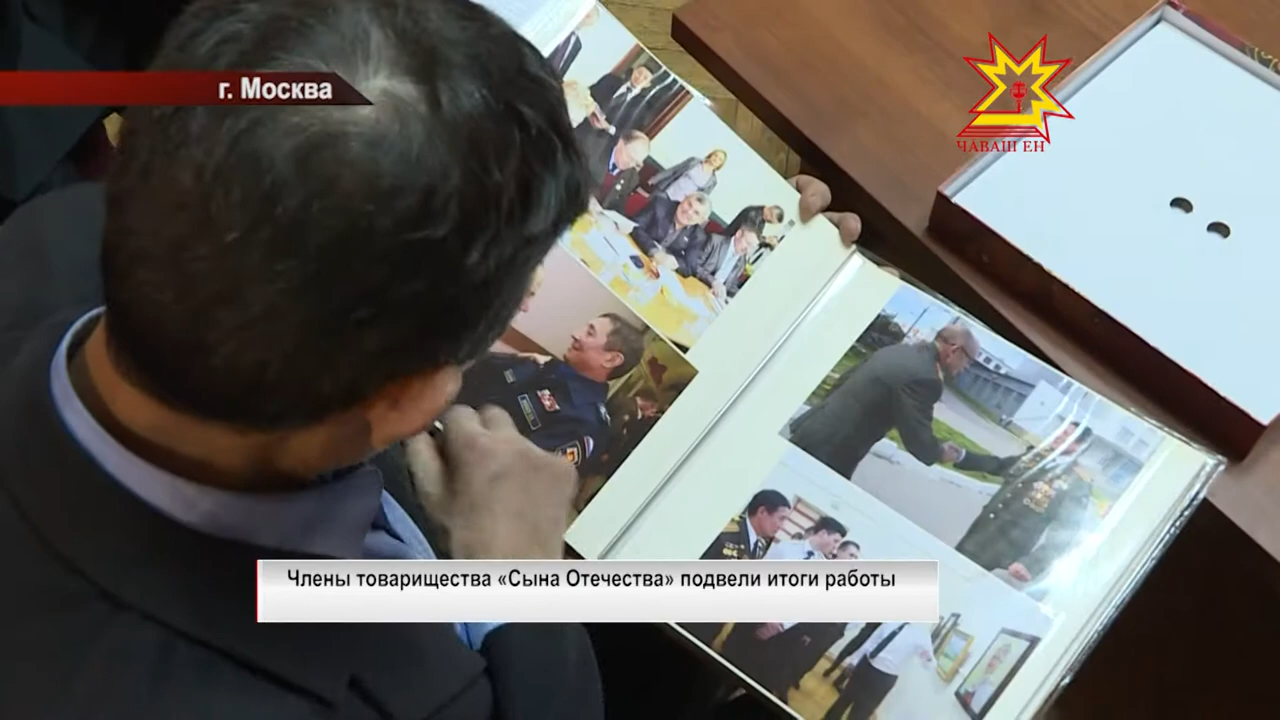 г. Москва
ЧАВАШ ЕН
Члены товарищества «Сына Отечества» подвели итоги работы